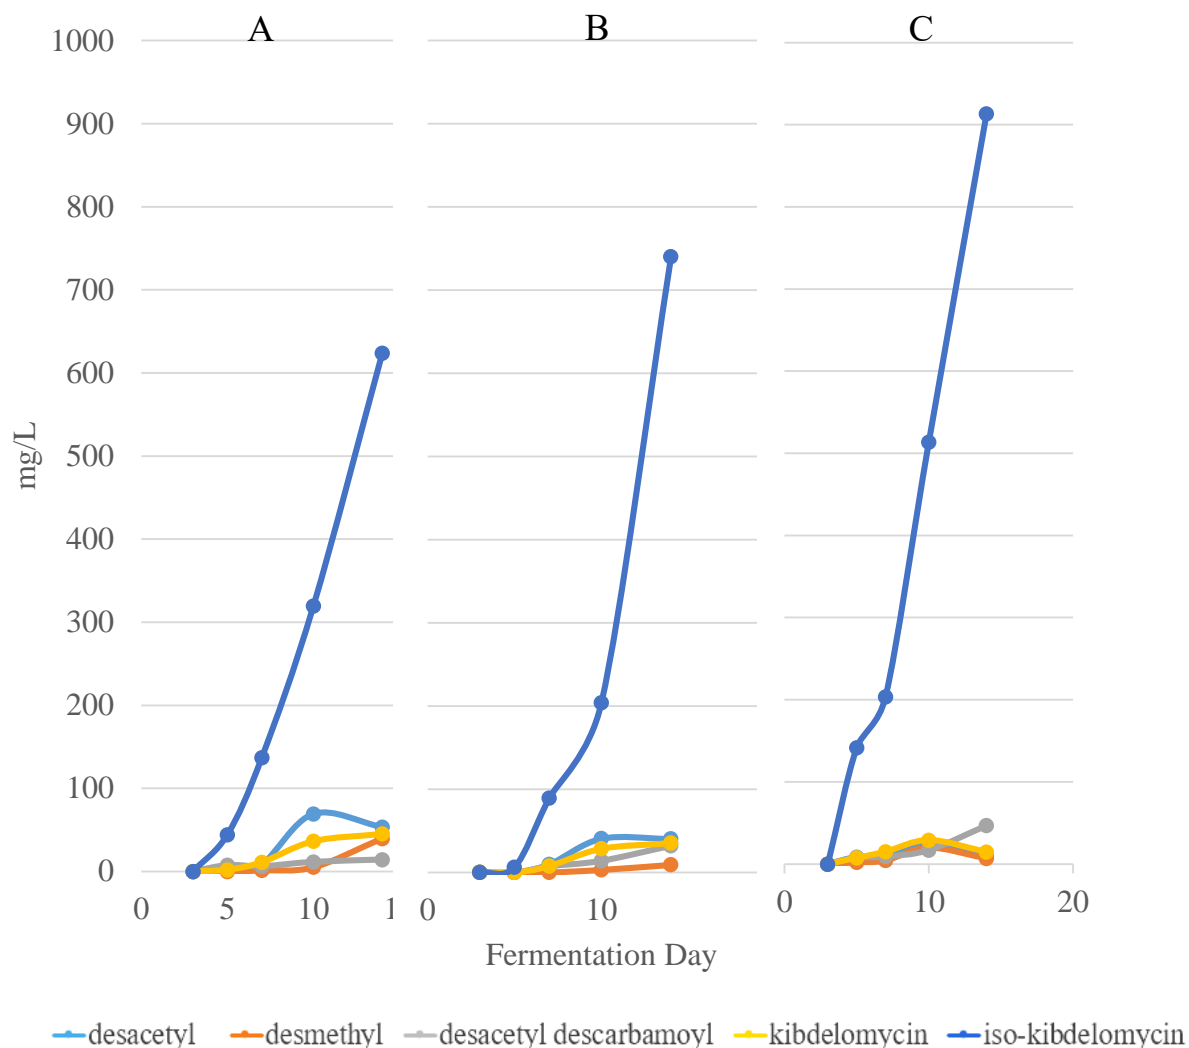 A B C
1000
900
800
700
600
500
400
300
200
100
0
mg/L
0 5 10 1 0 10 0 10 20
Fermentation Day
desacetyl desmethyl desacetyl descarbamoyl kibdelomycin iso-kibdelomycin